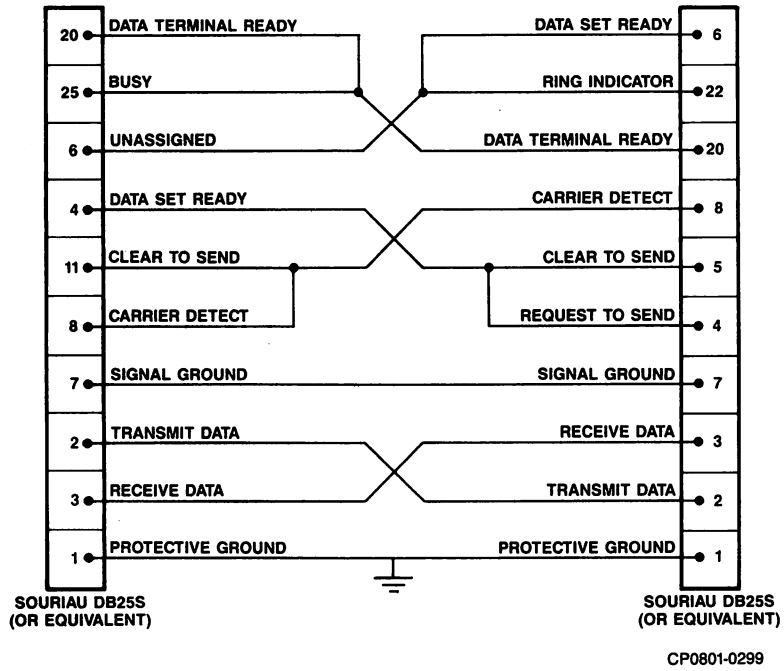 20 DATA TERMINAL READY DATA SET READY 6
25 BUSY RING INDICATOR 22
6 UNASSIGNED DATA TERMINAL READY 20
4 DATA SET READY CARRIER DETECT 8
11 CLEAR TO SEND CLEAR TO SEND 5
8 CARRIER DETECT REQUEST TO SEND 4
7 SIGNAL GROUND SIGNAL GROUND 7
2 TRANSMIT DATA RECEIVE DATA 3
3 RECEIVE DATA TRANSMIT DATA 2
1 PROTECTIVE GROUND PROTECTIVE GROUND 1
SOURIAU DB25S SOURIAU DB25S
(OR EQUIVALENT) (OR EQUIVALENT)
CP0801-0299